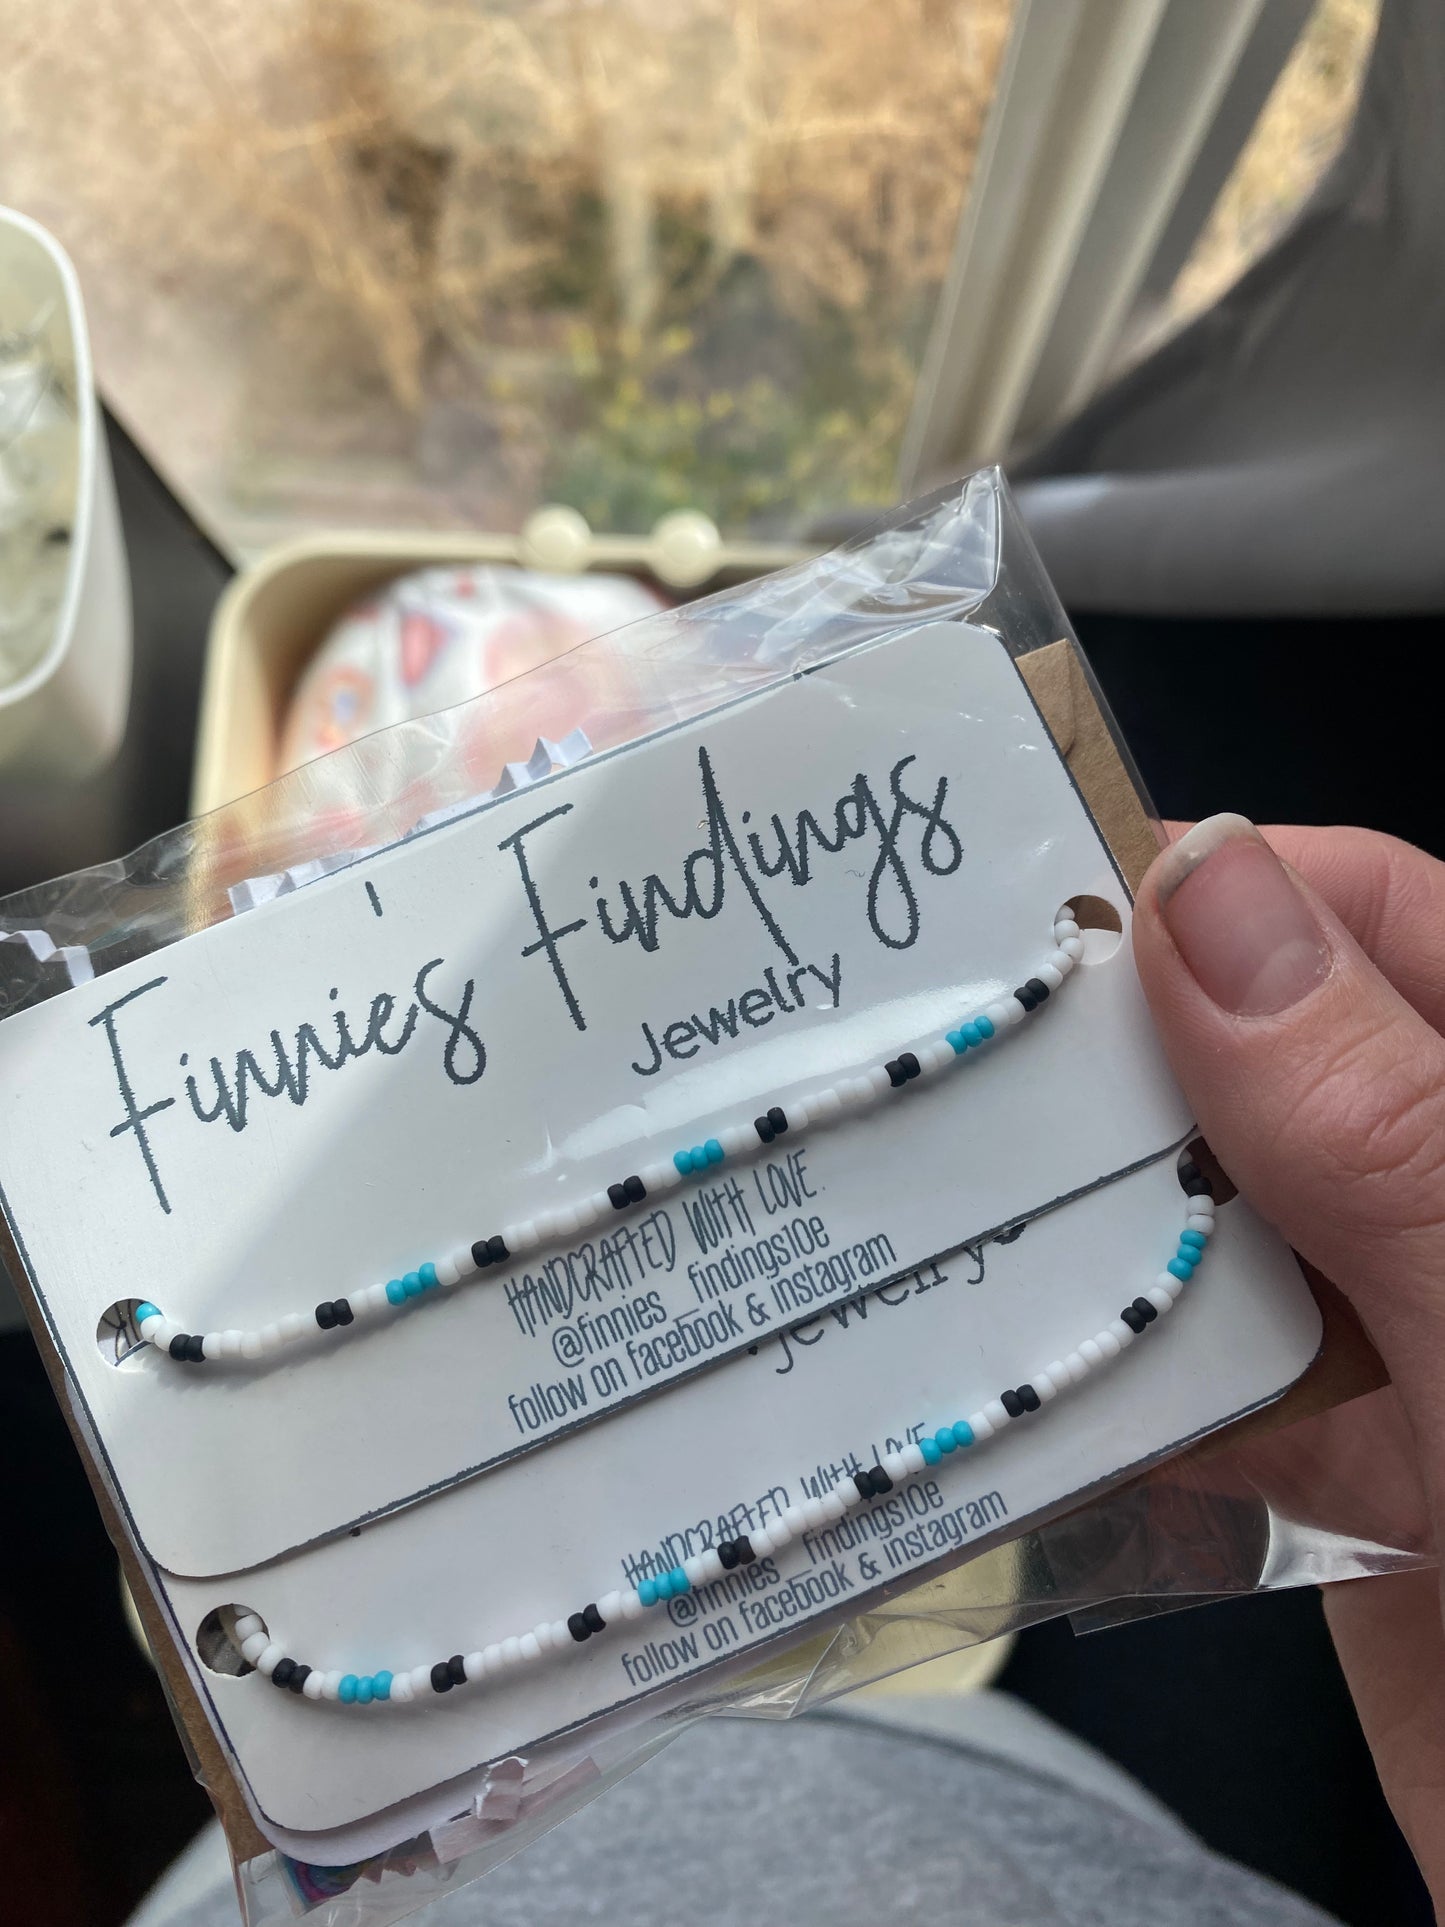 Finnie's Findings
Jewelry
HANDCRAFTED WITH LOVE.
@finnies_findings10e
follow on facebook & instagram
jewelry
HANDCRAFTED WITH LOVE
@finnies_findings10e
follow on facebook & instagram